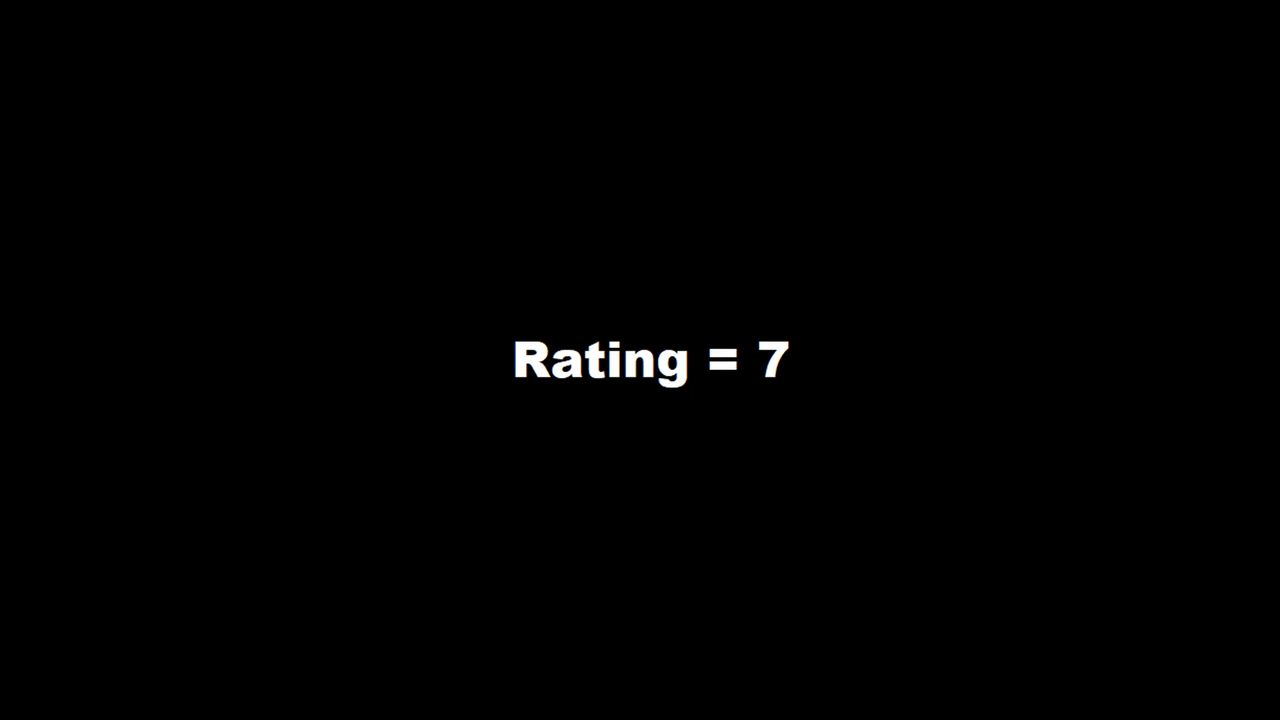 Rating = 7